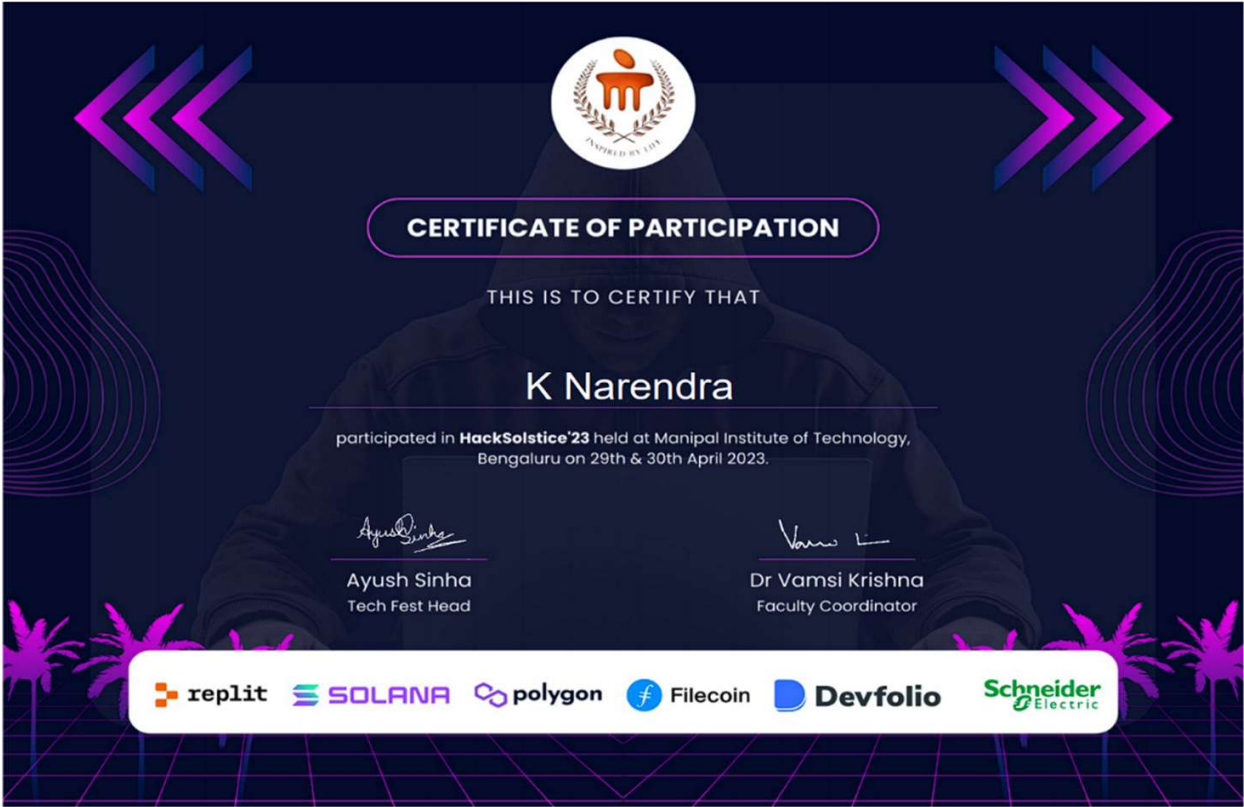 INSPIRED BY LIFE
CERTIFICATE OF PARTICIPATION
THIS IS TO CERTIFY THAT
K Narendra
participated in HackSolstice'23 held at Manipal Institute of Technology,
Bengaluru on 29th & 30th April 2023.
Ayush Sinha
Ayush Sinha
Dr Vamsi Krishna
Tech Fest Head
Faculty Coordinator
replit SOLANA polygon Filecoin Devfolio Schneider
Electric